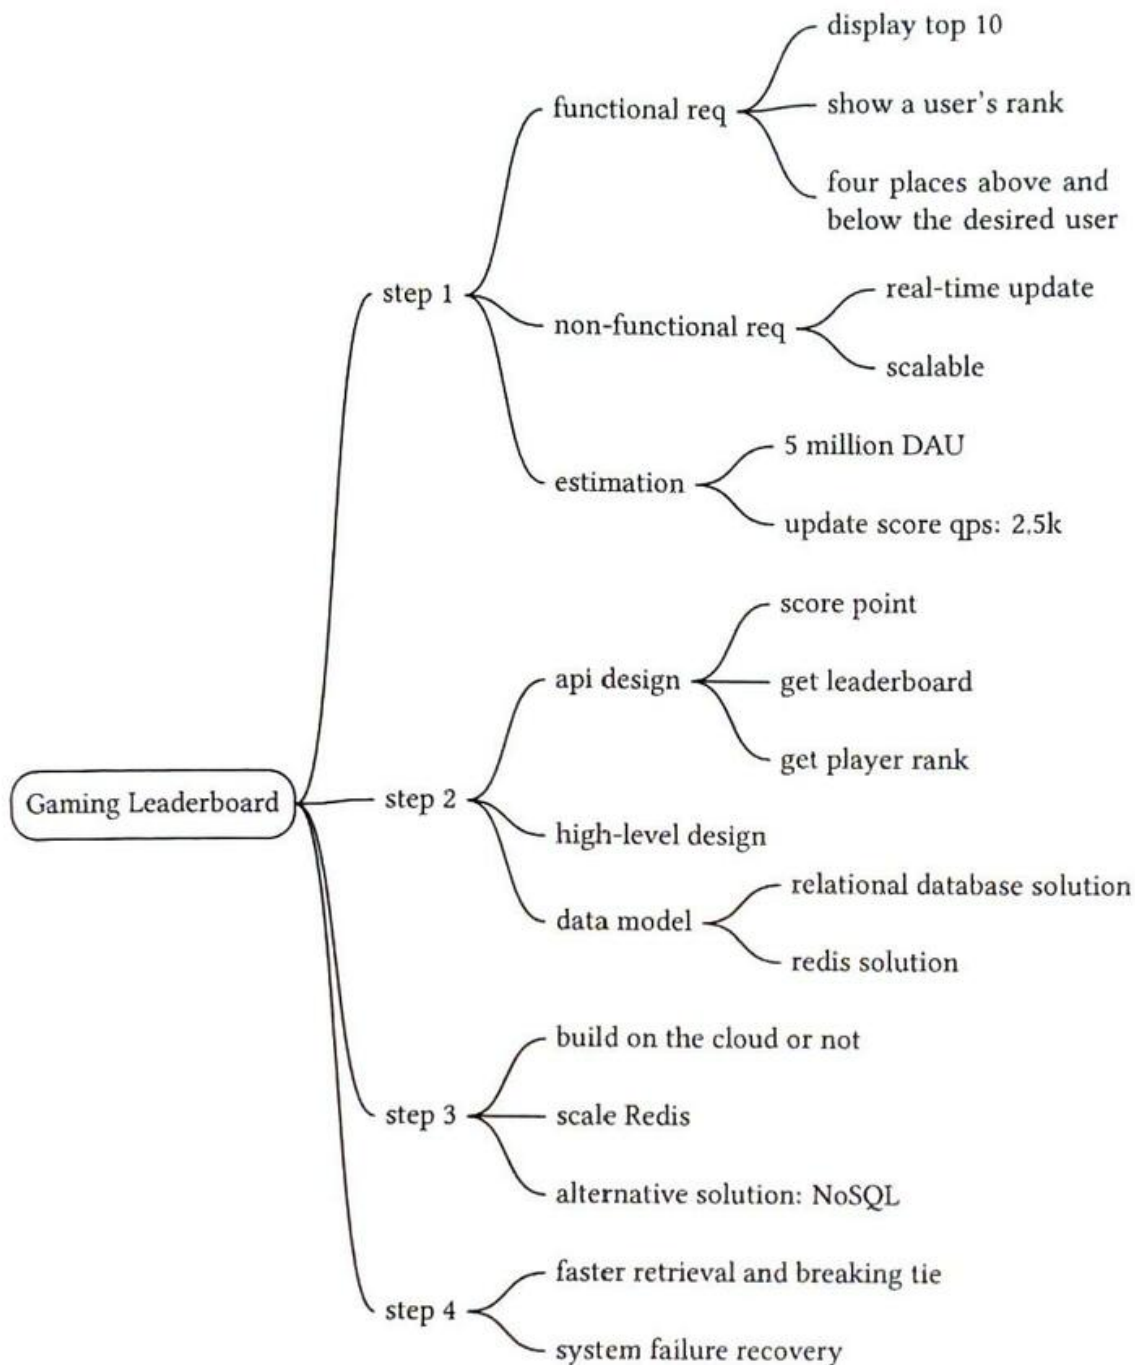 display top 10
functional req
show a user's rank
four places above and
below the desired user
step 1
real-time update
non-functional req
scalable
5 million DAU
estimation
update score qps: 2.5k
score point
api design
get leaderboard
get player rank
Gaming Leaderboard
step 2
high-level design
relational database solution
data model
redis solution
build on the cloud or not
step 3
scale Redis
alternative solution: NoSQL
faster retrieval and breaking tie
step 4
system failure recovery